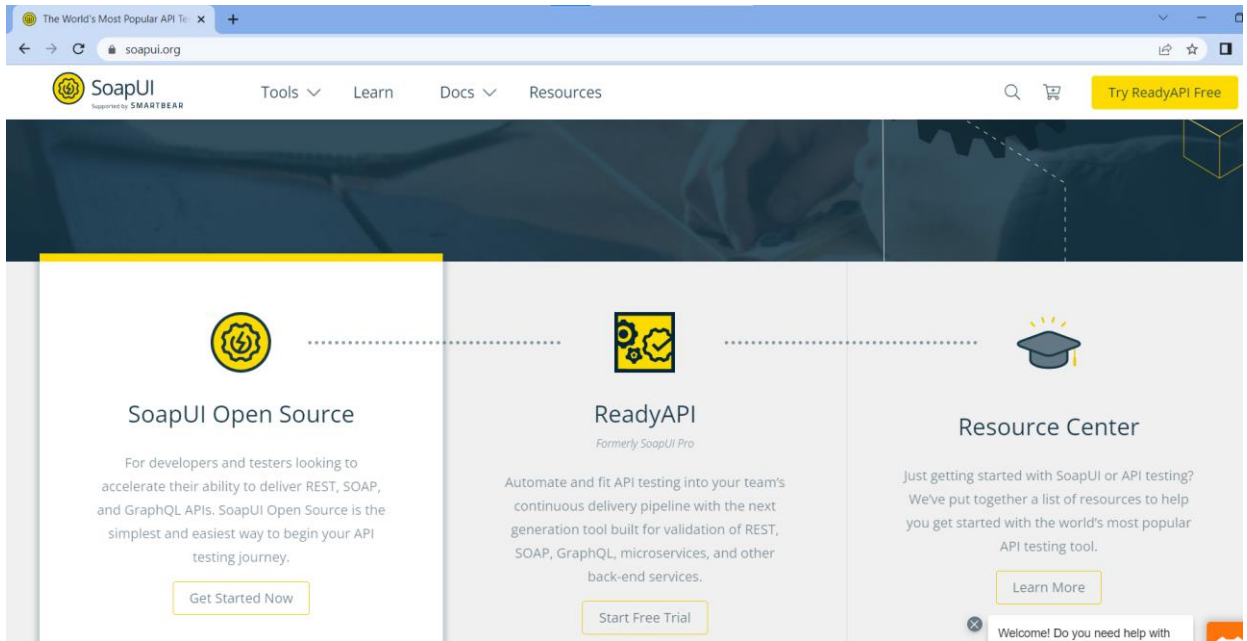 The World's Most Popular API Te
soapui.org
SoapUI
Supported by SMARTBEAR
Tools
Learn
Docs
Resources
Try ReadyAPI Free
SoapUI Open Source
For developers and testers looking to
accelerate their ability to deliver REST, SOAP,
and GraphQL APIs. SoapUI Open Source is the
simplest and easiest way to begin your API
testing journey.
Get Started Now
ReadyAPI
Formerly SoapUI Pro
Automate and fit API testing into your team's
continuous delivery pipeline with the next
generation tool built for validation of REST,
SOAP, GraphQL, microservices, and other
back-end services.
Start Free Trial
Resource Center
Just getting started with SoapUI or API testing?
We've put together a list of resources to help
you get started with the world's most popular
API testing tool.
Learn More
Welcome! Do you need help with